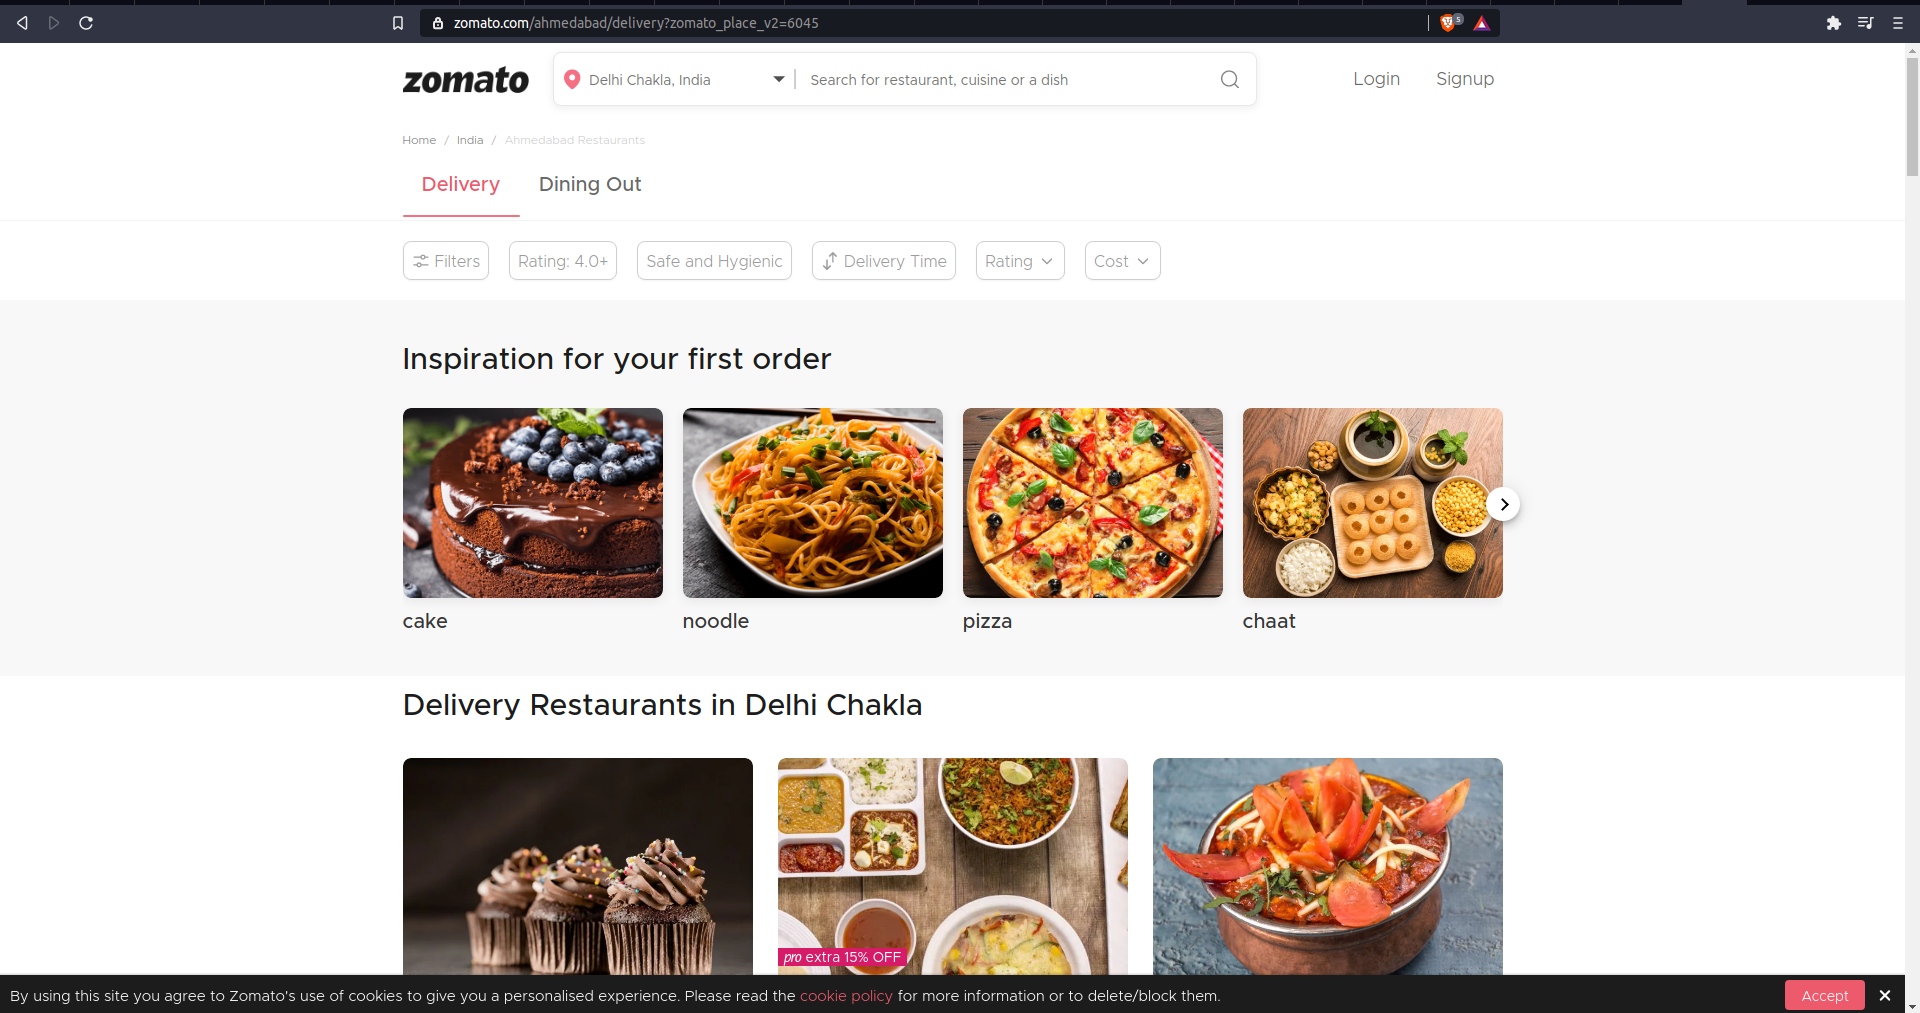 zomato.com/ahmedabad/delivery?zomato_place_v2=6045
5
zomato
Delhi Chakla, India
Search for restaurant, cuisine or a dish
Login
Signup
Home / India / Ahmedabad Restaurants
Delivery
Dining Out
Filters
Rating: 4.0+
Safe and Hygienic
Delivery Time
Rating
Cost
Inspiration for your first order
cake
noodle
pizza
chaat
Delivery Restaurants in Delhi Chakla
pro extra 15% OFF
By using this site you agree to Zomato's use of cookies to give you a personalised experience. Please read the cookie policy for more information or to delete/block them.
Accept